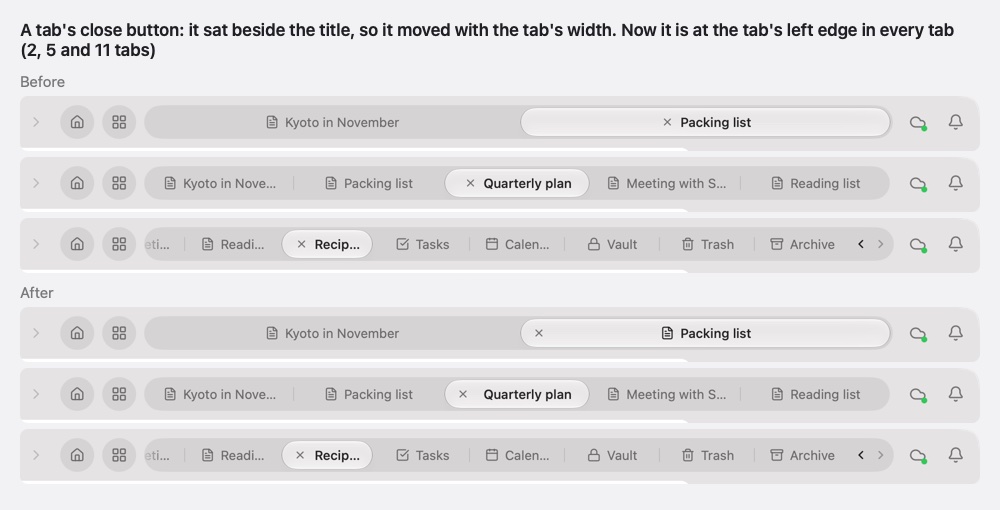 A tab's close button: it sat beside the title, so it moved with the tab's width. Now it is at the tab's left edge in every tab
(2, 5 and 11 tabs)
Before
Kyoto in November Packing list
Kyoto in Nove... Packing list Quarterly plan Meeting with S... Reading list
eti... Readi... Recip... Tasks Calen... Vault Trash Archive
After
Kyoto in November Packing list
Kyoto in Nove... Packing list Quarterly plan Meeting with S... Reading list
eti... Readi... Recip... Tasks Calen... Vault Trash Archive